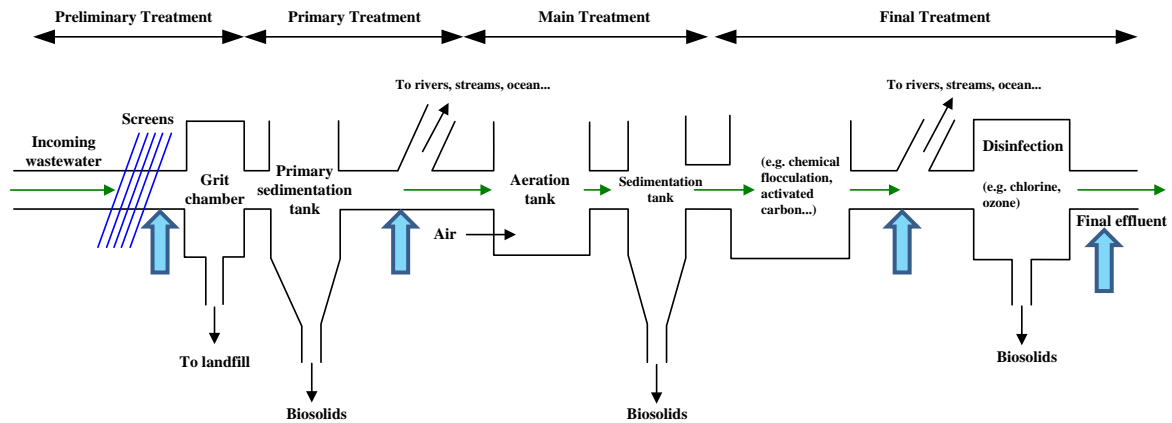 Preliminary Treatment
Primary Treatment
Main Treatment
Final Treatment
To rivers, streams, ocean...
To rivers, streams, ocean...
Screens
Incoming
wastewater
Grit
chamber
Primary
sedimentation
tank
Aeration
tank
Sedimentation
tank
(e.g. chemical
flocculation,
activated
carbon...)
Disinfection
(e.g. chlorine,
ozone)
Final effluent
Air
To landfill
Biosolids
Biosolids
Biosolids